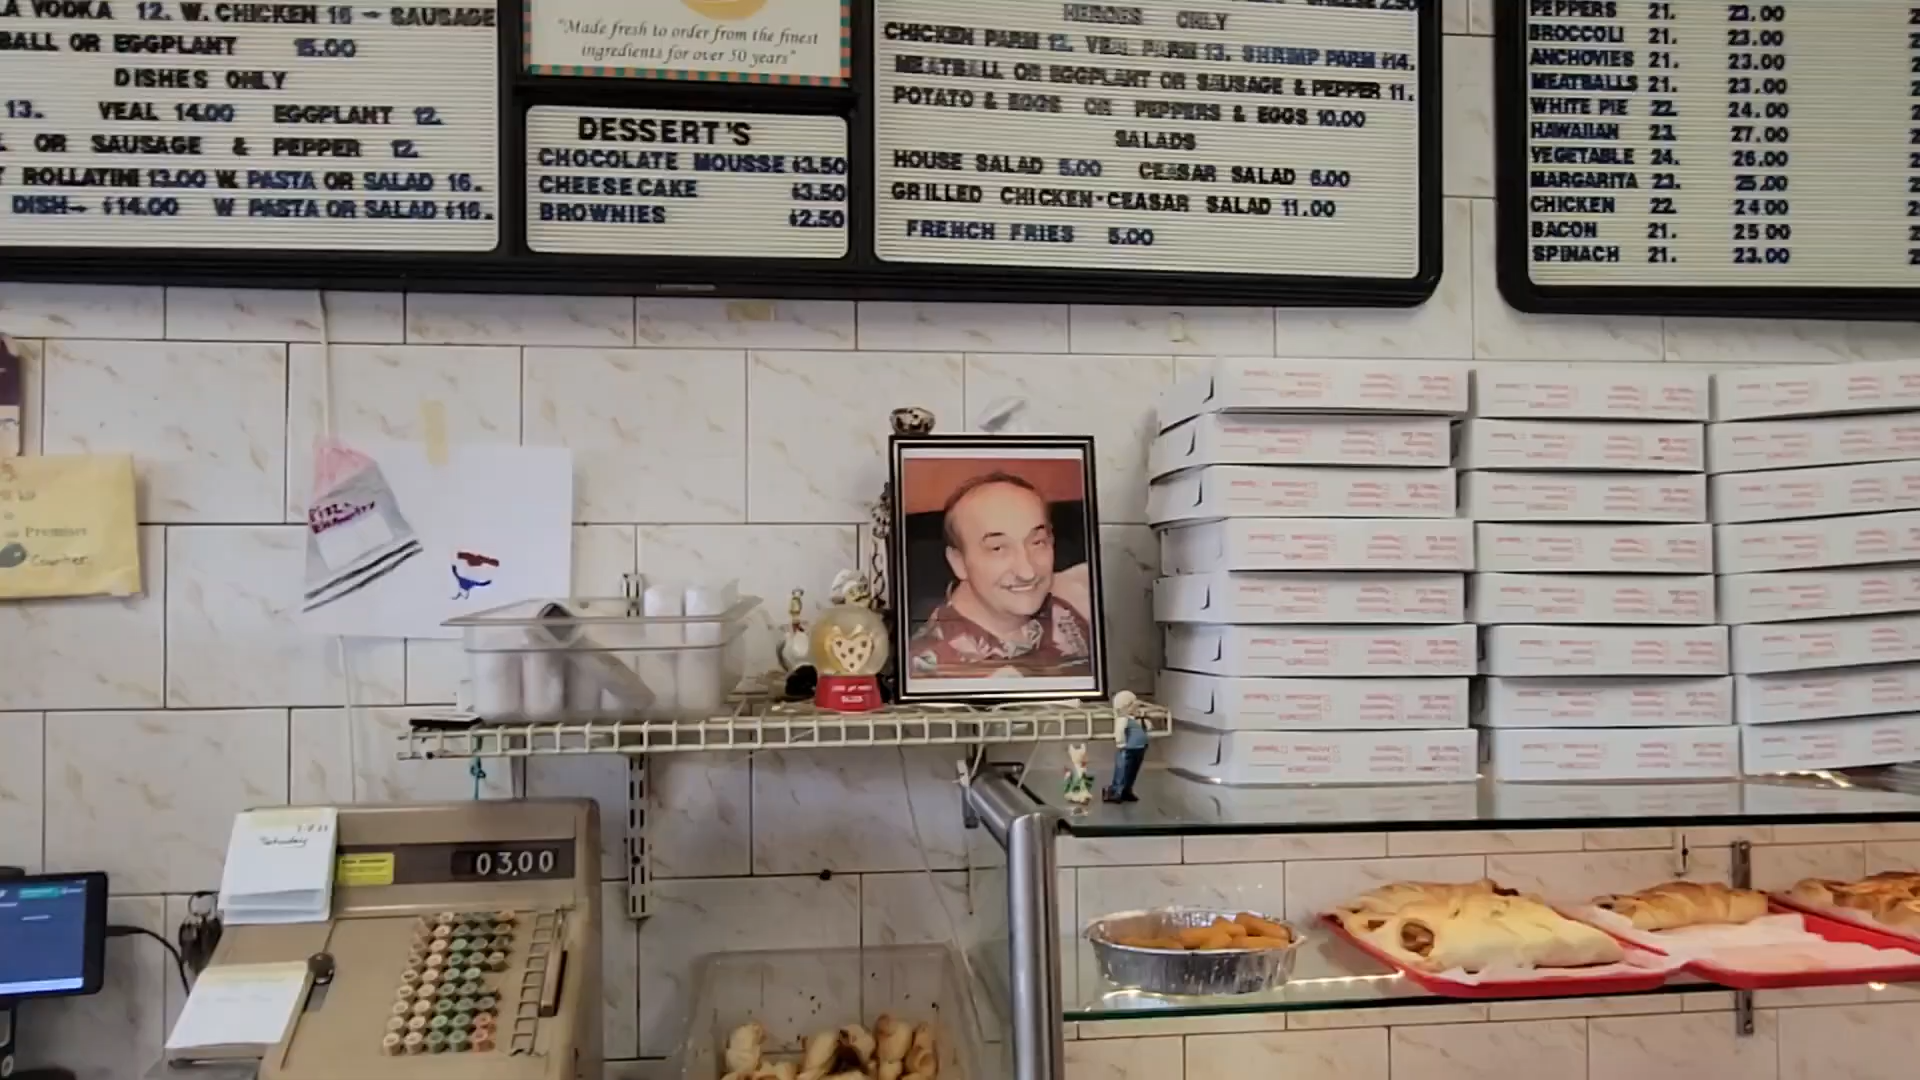 A VODKA 12. W. CHICKEN 16 - SAUSAGE
BALL OR EGGPLANT 15.00
DISHES ONLY
13. VEAL 14.00 EGGPLANT 12.
OR SAUSAGE & PEPPER 12.
ROLLATINI 13.00 W. PASTA OR SALAD 16.
DISH- $14.00 W PASTA OR SALAD $16.
"Made fresh to order from the finest
ingredients for over 50 years"
DESSERT'S
CHOCOLATE MOUSSE $3.50
CHEESECAKE $3.50
BROWNIES $2.50
HEROES ONLY
CHICKEN PARM 12. VEAL PARM 13. SHRIMP PARM $14.
MEATBALL OR EGGPLANT OR SAUSAGE & PEPPER 11.
POTATO & EGGS OR PEPPERS & EGGS 10.00
SALADS
HOUSE SALAD 5.00 CEASAR SALAD 6.00
GRILLED CHICKEN-CEASAR SALAD 11.00
FRENCH FRIES 5.00
PEPPERS 21. 23.00
BROCCOLI 21. 23.00
ANCHOVIES 21. 23.00
MEATBALLS 21. 23.00
WHITE PIE 22. 24.00
HAWAIIAN 23. 27.00
VEGETABLE 24. 26.00
MARGARITA 23. 25.00
CHICKEN 22. 24 00
BACON 21. 25 00
SPINACH 21. 23.00
Premises
Counter.
Saturday
03,00